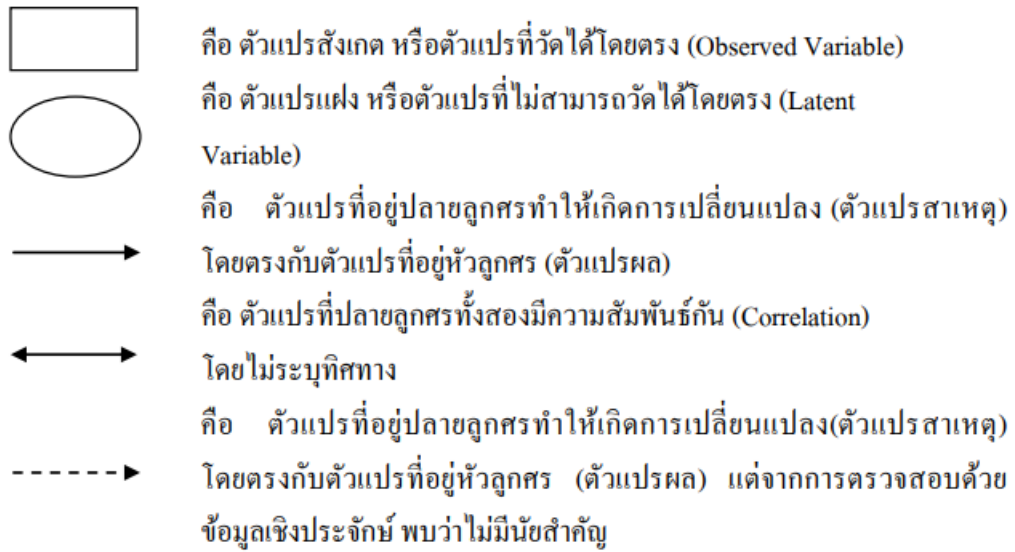 คือ ตัวแปรสังเกต หรือตัวแปรที่วัดได้โดยตรง (Observed Variable)
คือ ตัวแปรแฝง หรือตัวแปรที่ไม่สามารถวัดได้โดยตรง (Latent
Variable)
คือ ตัวแปรที่อยู่ปลายลูกศรทำให้เกิดการเปลี่ยนแปลง (ตัวแปรสาเหตุ)
โดยตรงกับตัวแปรที่อยู่หัวลูกศร (ตัวแปรผล)
คือ ตัวแปรที่ปลายลูกศรทั้งสองมีความสัมพันธ์กัน (Correlation)
โดยไม่ระบุทิศทาง
คือ ตัวแปรที่อยู่ปลายลูกศรทำให้เกิดการเปลี่ยนแปลง(ตัวแปรสาเหตุ)
โดยตรงกับตัวแปรที่อยู่หัวลูกศร (ตัวแปรผล) แต่จากการตรวจสอบด้วย
ข้อมูลเชิงประจักษ์ พบว่าไม่มีนัยสำคัญ